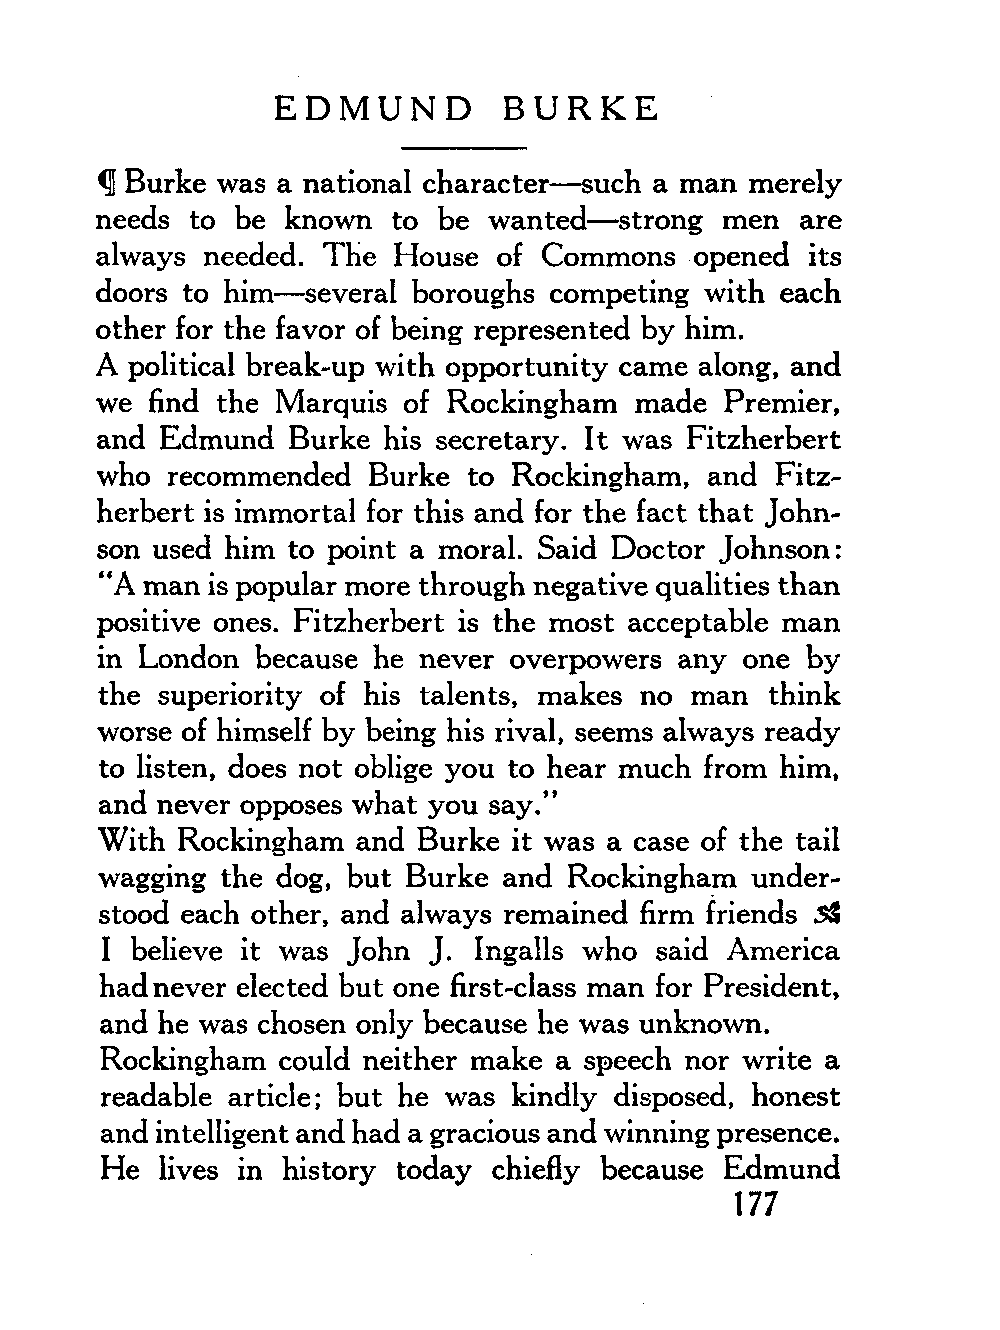 EDMUND BURKE
¶ Burke was a national character—such a man merely
needs to be known to be wanted—strong men are
always needed. The House of Commons opened its
doors to him—several boroughs competing with each
other for the favor of being represented by him.
A political break-up with opportunity came along, and
we find the Marquis of Rockingham made Premier,
and Edmund Burke his secretary. It was Fitzherbert
who recommended Burke to Rockingham, and Fitz-
herbert is immortal for this and for the fact that John-
son used him to point a moral. Said Doctor Johnson:
“A man is popular more through negative qualities than
positive ones. Fitzherbert is the most acceptable man
in London because he never overpowers any one by
the superiority of his talents, makes no man think
worse of himself by being his rival, seems always ready
to listen, does not oblige you to hear much from him,
and never opposes what you say.”
With Rockingham and Burke it was a case of the tail
wagging the dog, but Burke and Rockingham under-
stood each other, and always remained firm friends
I believe it was John J. Ingalls who said America
had never elected but one first-class man for President,
and he was chosen only because he was unknown.
Rockingham could neither make a speech nor write a
readable article; but he was kindly disposed, honest
and intelligent and had a gracious and winning presence.
He lives in history today chiefly because Edmund
177